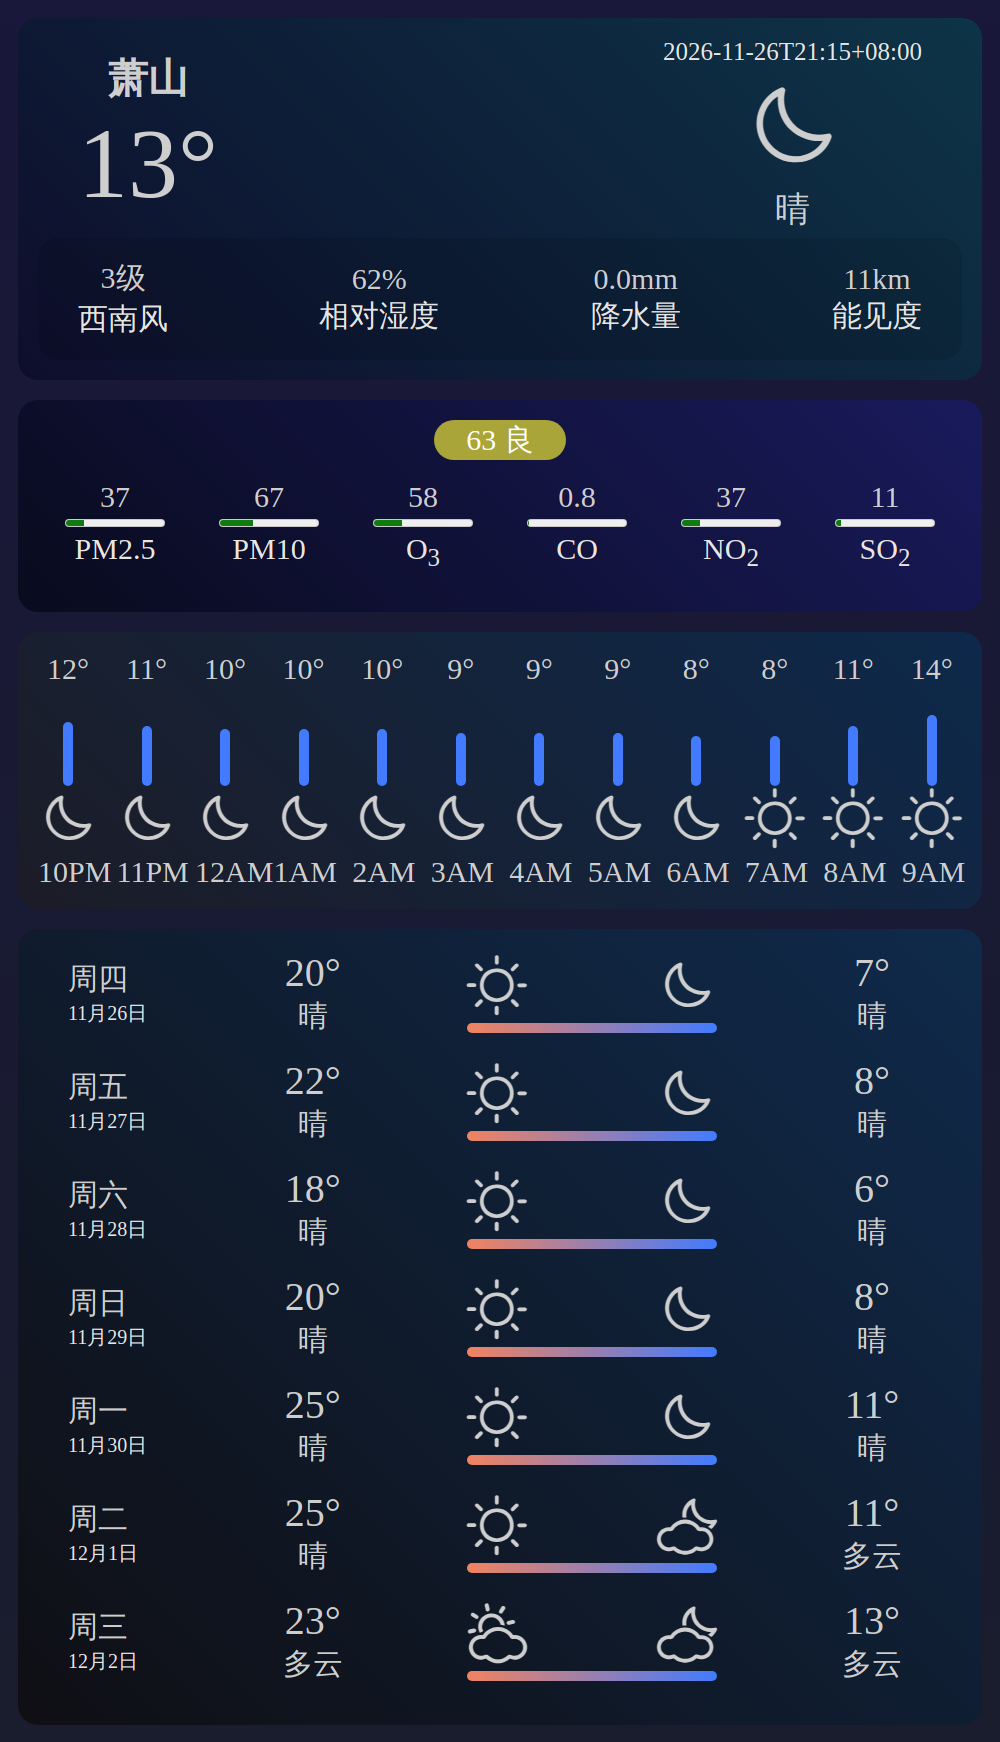 萧山
13°
2026-11-26T21:15+08:00
晴
3级 62% 0.0mm 11km
西南风 相对湿度 降水量 能见度
63 良
37 67 58 0.8 37 11
PM2.5 PM10 O3 CO NO2 SO2
12° 11° 10° 10° 10° 9° 9° 9° 8° 8° 11° 14°
10PM 11PM 12AM 1AM 2AM 3AM 4AM 5AM 6AM 7AM 8AM 9AM
周四 20° 7°
11月26日 晴 晴
周五 22° 8°
11月27日 晴 晴
周六 18° 6°
11月28日 晴 晴
周日 20° 8°
11月29日 晴 晴
周一 25° 11°
11月30日 晴 晴
周二 25° 11°
12月1日 晴 多云
周三 23° 13°
12月2日 多云 多云